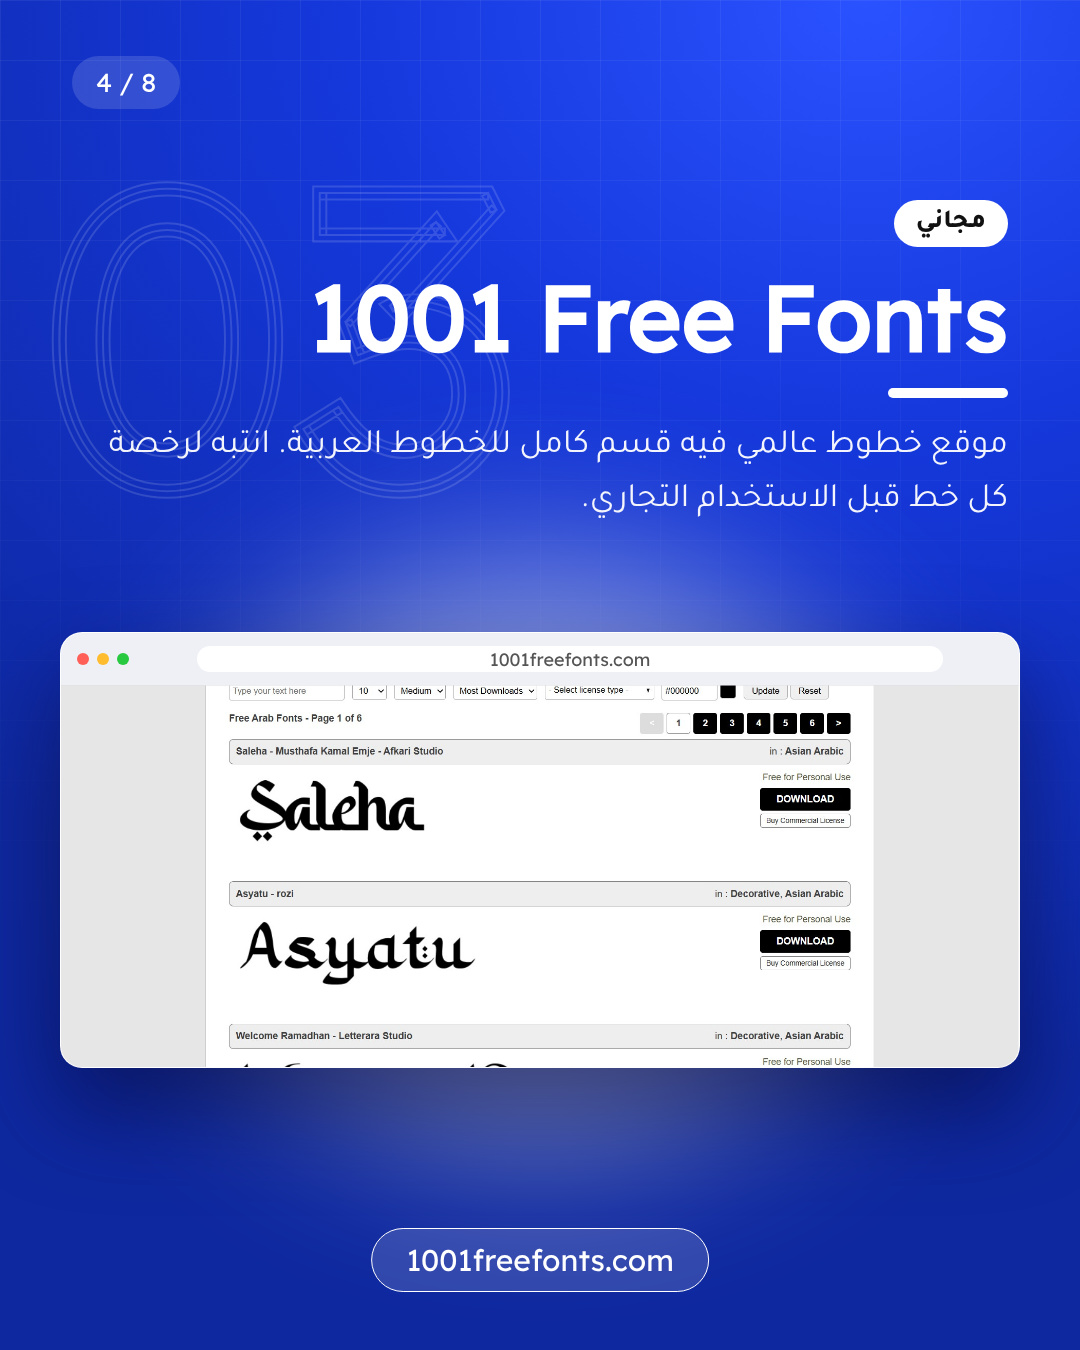 4 / 8
03
مجاني
1001 Free Fonts
موقع خطوط عالمي فيه قسم كامل للخطوط العربية. انتبه لرخصة
كل خط قبل الاستخدام التجاري.
1001freefonts.com
Type your text here 10 Medium Most Downloads - Select license type - #000000 Update Reset
Free Arab Fonts - Page 1 of 6 < 1 2 3 4 5 6 >
Saleha - Musthafa Kamal Emje - Afkari Studio in : Asian Arabic
Free for Personal Use
Saleha
DOWNLOAD
Buy Commercial License
Asyatu - rozi in : Decorative, Asian Arabic
Free for Personal Use
Asyatu
DOWNLOAD
Buy Commercial License
Welcome Ramadhan - Letterara Studio in : Decorative, Asian Arabic
Free for Personal Use
1001freefonts.com